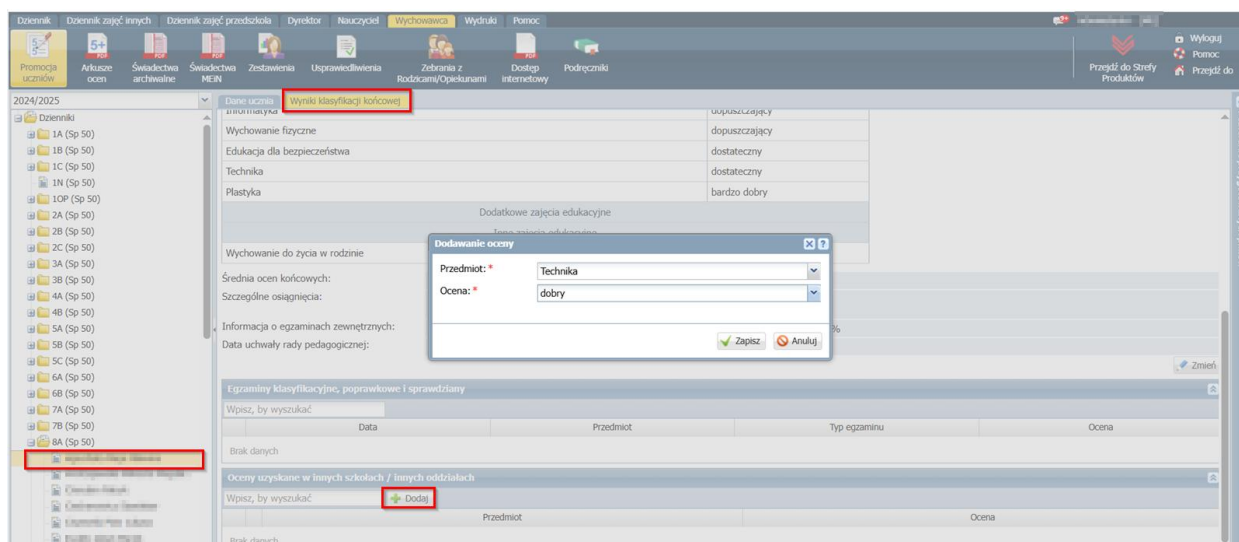 Dziennik Dziennik zajęć innych Dziennik zajęć przedszkola Dyrektor Nauczyciel Wychowawca Wydruki Pomoc
Promocja uczniów
Arkusze ocen
Świadectwa archiwalne
Świadectwa MEiN
Zestawienia
Usprawiedliwienia
Zebrania z Rodzicami/Opiekunami
Dostęp internetowy
Podręczniki
Przejdź do Strefy Produktów
Wyloguj
Pomoc
Przejdź do
2024/2025
Dane ucznia Wyniki klasyfikacji końcowej
Dzienniki
1A (Sp 50)
1B (Sp 50)
1C (Sp 50)
1N (Sp 50)
1OP (Sp 50)
2A (Sp 50)
2B (Sp 50)
2C (Sp 50)
3A (Sp 50)
3B (Sp 50)
4A (Sp 50)
4B (Sp 50)
5A (Sp 50)
5B (Sp 50)
5C (Sp 50)
6A (Sp 50)
6B (Sp 50)
7A (Sp 50)
7B (Sp 50)
8A (Sp 50)
Informatyka dopuszczający
Wychowanie fizyczne dopuszczający
Edukacja dla bezpieczeństwa dostateczny
Technika dostateczny
Plastyka bardzo dobry
Dodatkowe zajęcia edukacyjne
Inne zajęcia edukacyjne
Wychowanie do życia w rodzinie
Średnia ocen końcowych:
Szczególne osiągnięcia:
Informacja o egzaminach zewnętrznych: %
Data uchwały rady pedagogicznej:
Dodawanie oceny
Przedmiot: * Technika
Ocena: * dobry
Zapisz Anuluj
Zmień
Egzaminy klasyfikacyjne, poprawkowe i sprawdziany
Wpisz, by wyszukać
Data Przedmiot Typ egzaminu Ocena
Brak danych
Oceny uzyskane w innych szkołach / innych oddziałach
Wpisz, by wyszukać Dodaj
Przedmiot Ocena
Brak danych